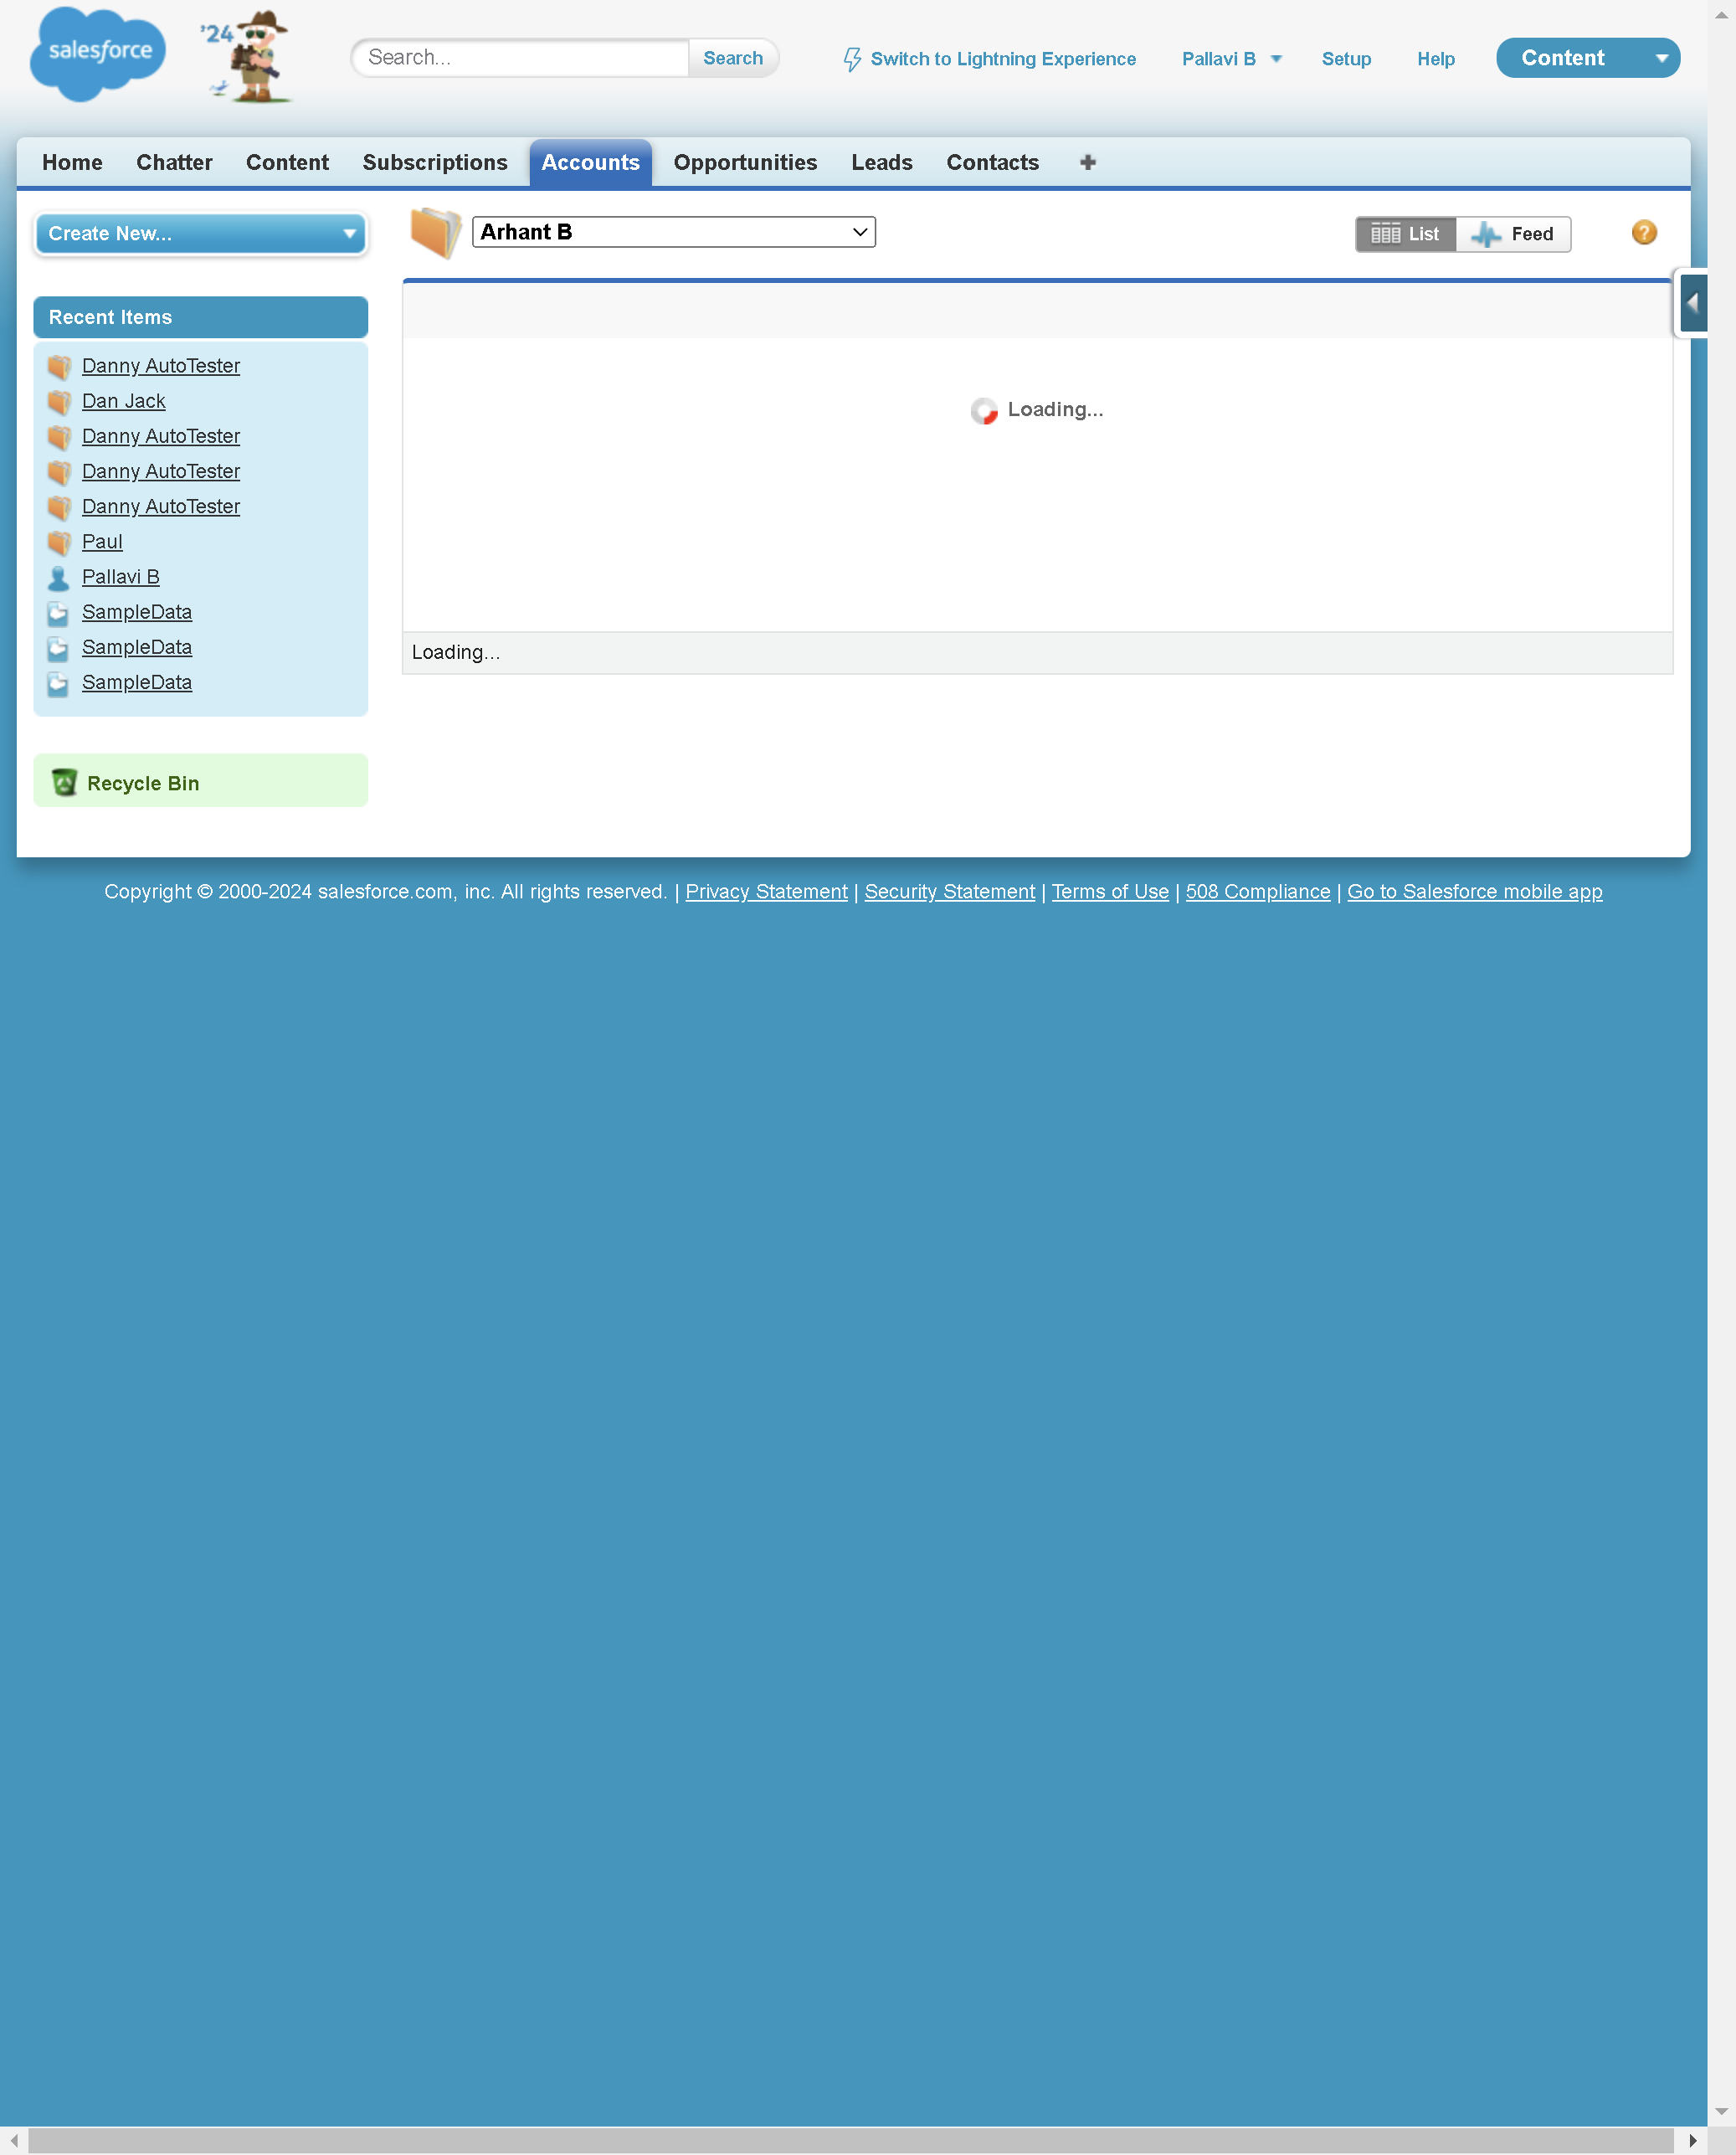 salesforce
'24
Search...
Search
Switch to Lightning Experience
Pallavi B
Setup
Help
Content
Home
Chatter
Content
Subscriptions
Accounts
Opportunities
Leads
Contacts
Create New...
Arhant B
List
Feed
Recent Items
Danny AutoTester
Dan Jack
Danny AutoTester
Danny AutoTester
Danny AutoTester
Paul
Pallavi B
SampleData
SampleData
SampleData
Recycle Bin
Loading...
Loading...
Copyright © 2000-2024 salesforce.com, inc. All rights reserved. | Privacy Statement | Security Statement | Terms of Use | 508 Compliance | Go to Salesforce mobile app